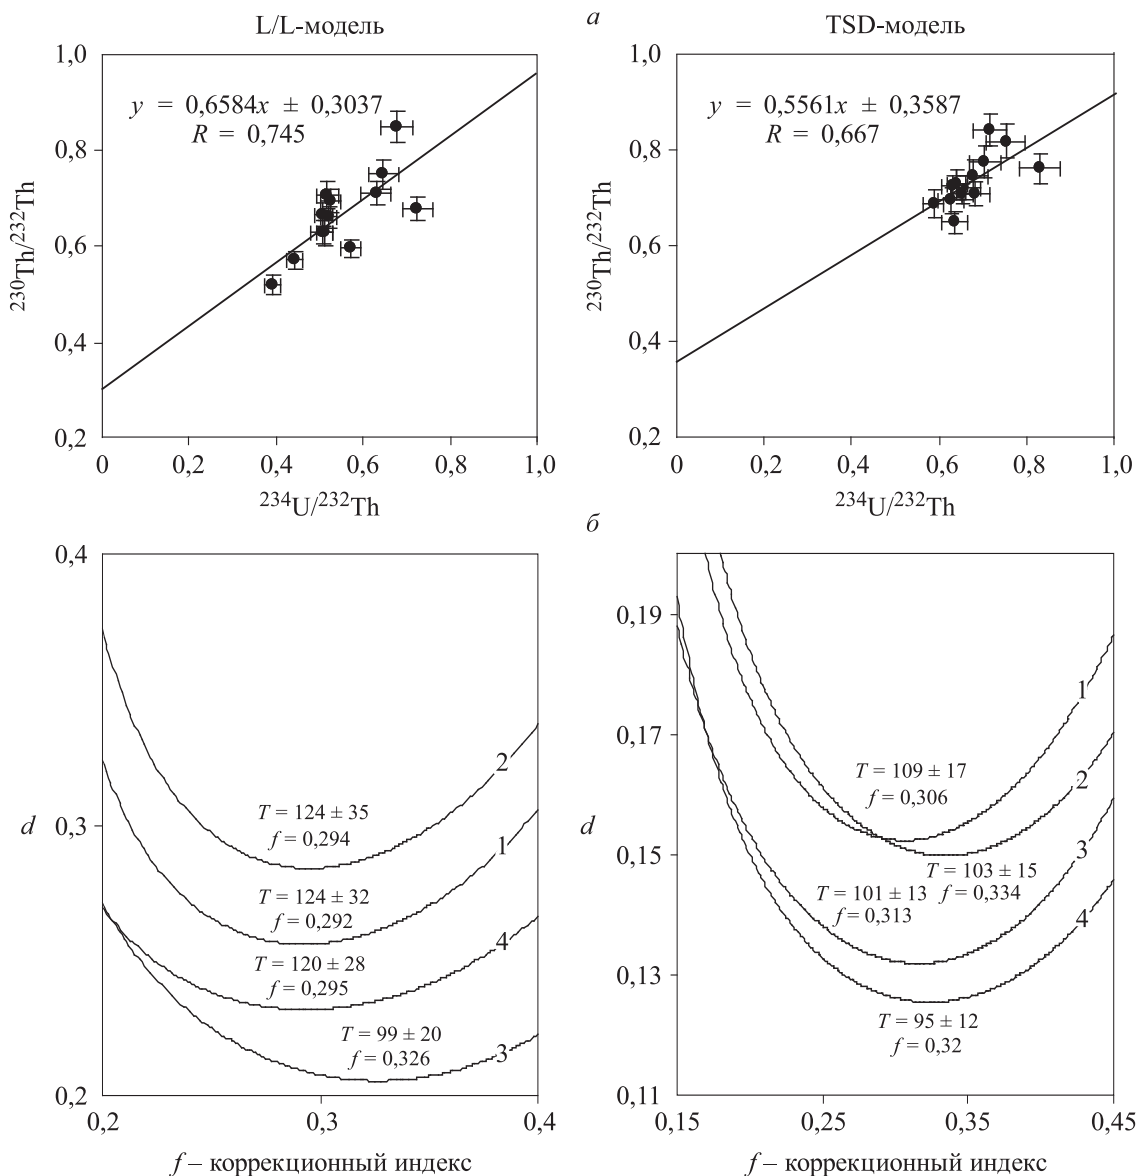 L/L-модель
а
TSD-модель
y = 0,6584x ± 0,3037
R = 0,745
1,0
0,8
0,6
0,4
0,2
²³⁰Th/²³²Th
0
0,2
0,4
0,6
0,8
1,0
²³⁴U/²³²Th
y = 0,5561x ± 0,3587
R = 0,667
1,0
0,8
0,6
0,4
0,2
²³⁰Th/²³²Th
0
0,2
0,4
0,6
0,8
1,0
²³⁴U/²³²Th
б
0,4
0,3
0,2
d
2
T = 124 ± 35
f = 0,294
1
T = 124 ± 32
f = 0,292
4
T = 120 ± 28
f = 0,295
T = 99 ± 20
f = 0,326
3
0,2
0,3
0,4
f – коррекционный индекс
0,19
0,17
0,15
0,13
0,11
d
1
T = 109 ± 17
f = 0,306
2
3
T = 103 ± 15
f = 0,334
T = 101 ± 13
f = 0,313
4
T = 95 ± 12
f = 0,32
0,15
0,25
0,35
0,45
f – коррекционный индекс